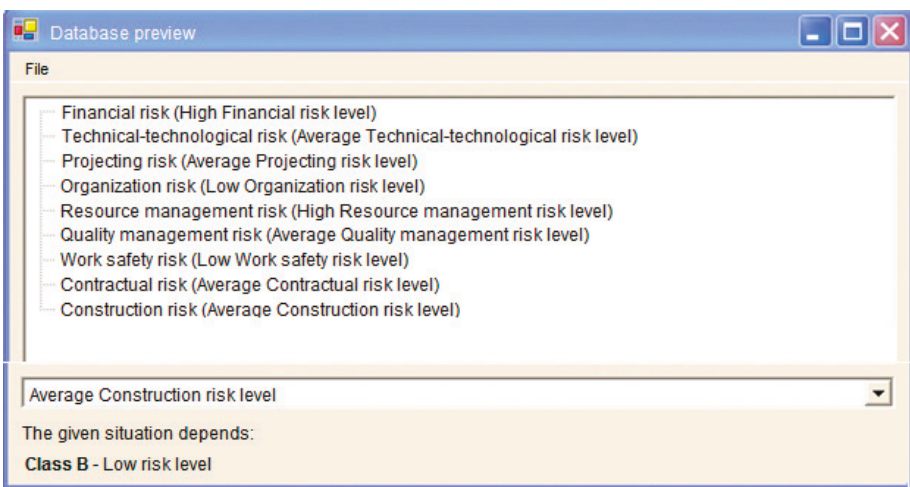 Database preview
File
Financial risk (High Financial risk level)
Technical-technological risk (Average Technical-technological risk level)
Projecting risk (Average Projecting risk level)
Organization risk (Low Organization risk level)
Resource management risk (High Resource management risk level)
Quality management risk (Average Quality management risk level)
Work safety risk (Low Work safety risk level)
Contractual risk (Average Contractual risk level)
Construction risk (Average Construction risk level)
Average Construction risk level
The given situation depends:
Class B - Low risk level